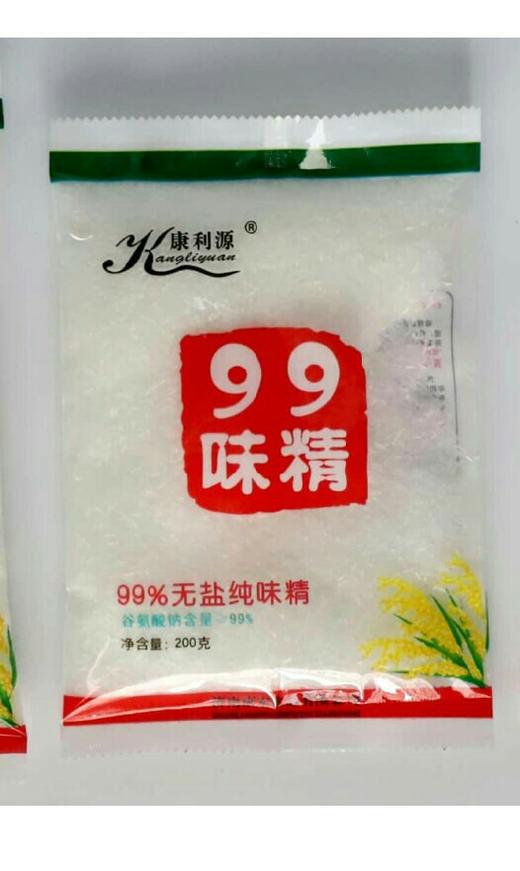 康利源®
Kangliyuan
99
味精
99%无盐纯味精
谷氨酸钠含量≥99%
净含量：200克